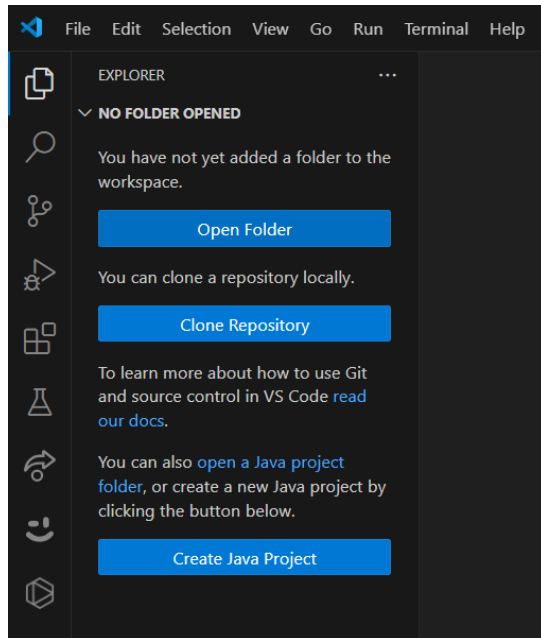 File Edit Selection View Go Run Terminal Help
EXPLORER ...
NO FOLDER OPENED
You have not yet added a folder to the
workspace.
Open Folder
You can clone a repository locally.
Clone Repository
To learn more about how to use Git
and source control in VS Code read
our docs.
You can also open a Java project
folder, or create a new Java project by
clicking the button below.
Create Java Project